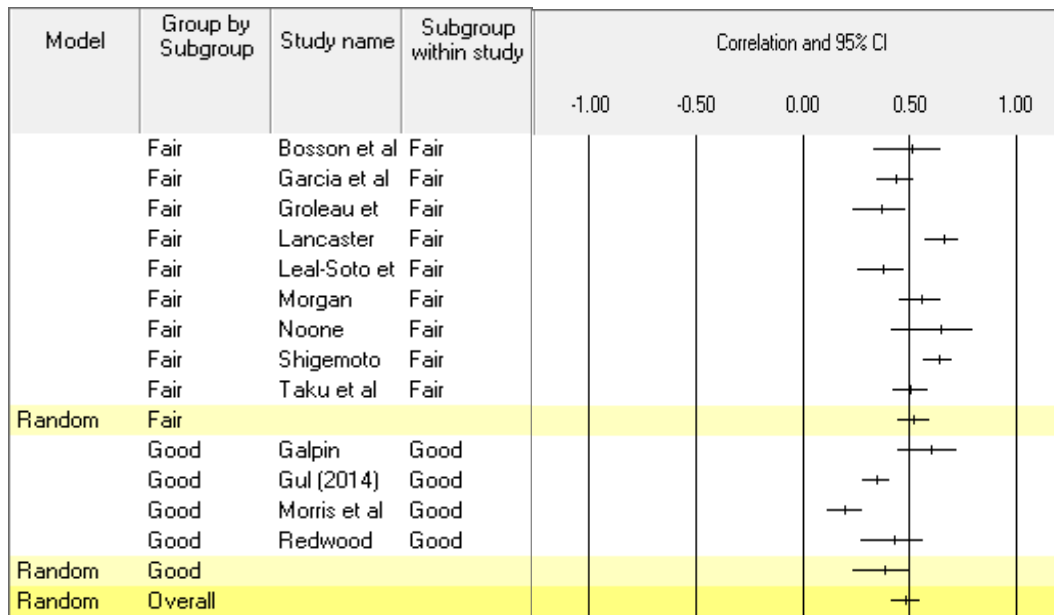 Model Group by Subgroup Study name Subgroup within study Correlation and 95% CI
-1.00 -0.50 0.00 0.50 1.00
Fair Bosson et al Fair
Fair Garcia et al Fair
Fair Groleau et Fair
Fair Lancaster Fair
Fair Leal-Soto et Fair
Fair Morgan Fair
Fair Noone Fair
Fair Shigemoto Fair
Fair Taku et al Fair
Random Fair
Good Galpin Good
Good Gul (2014) Good
Good Morris et al Good
Good Redwood Good
Random Good
Random Overall